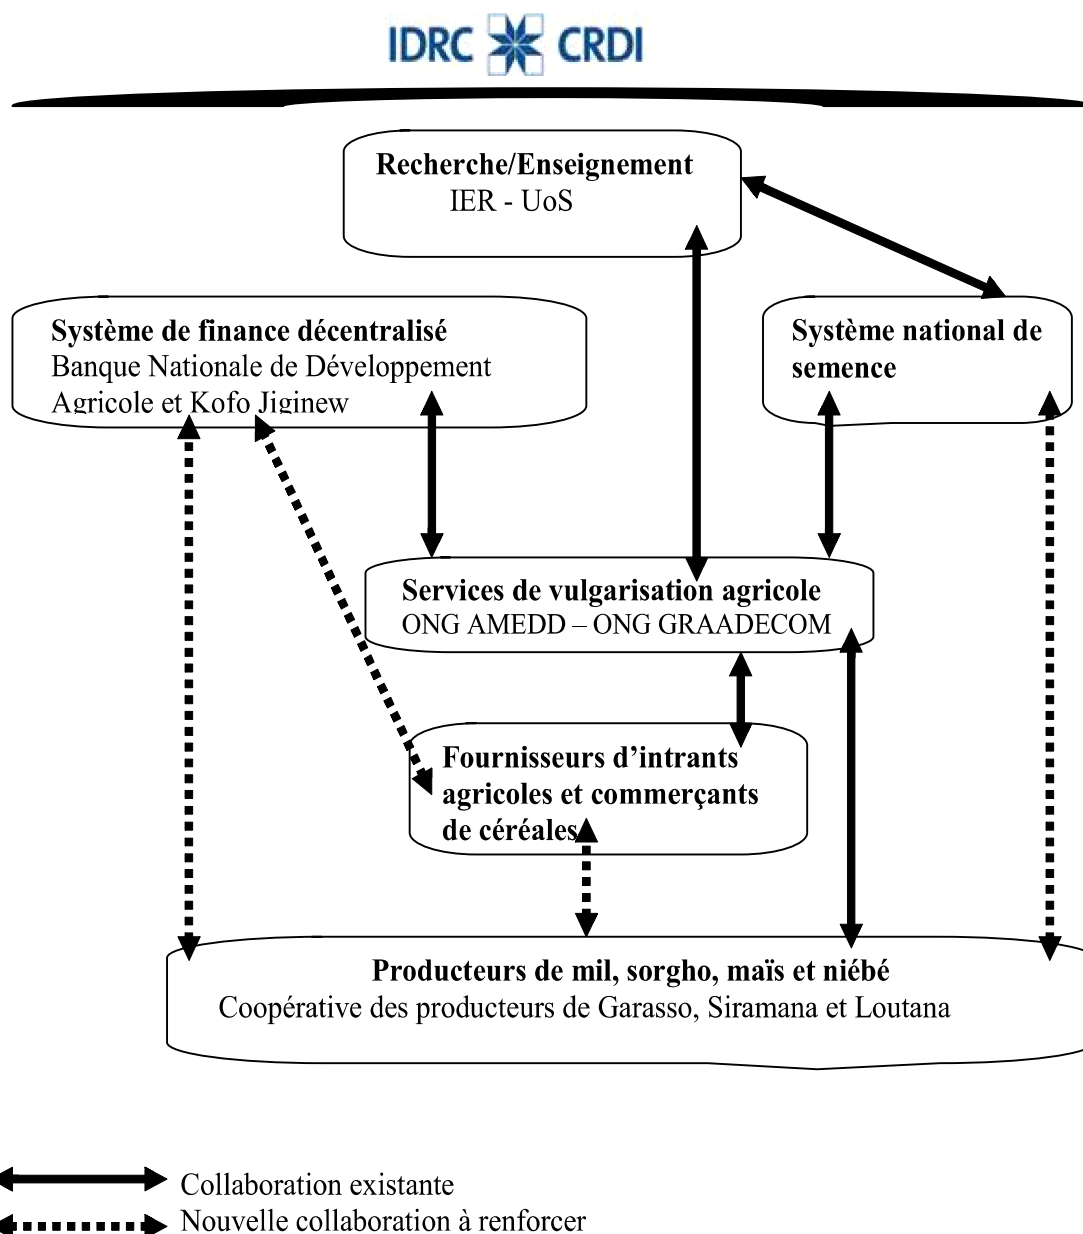 IDRC CRDI
Recherche/Enseignement
IER - UoS
Système de finance décentralisé
Banque Nationale de Développement
Agricole et Kofo Jiginew
Système national de
semence
Services de vulgarisation agricole
ONG AMEDD – ONG GRAADECOM
Fournisseurs d’intrants
agricoles et commerçants
de céréales
Producteurs de mil, sorgho, maïs et niébé
Coopérative des producteurs de Garasso, Siramana et Loutana
Collaboration existante
Nouvelle collaboration à renforcer